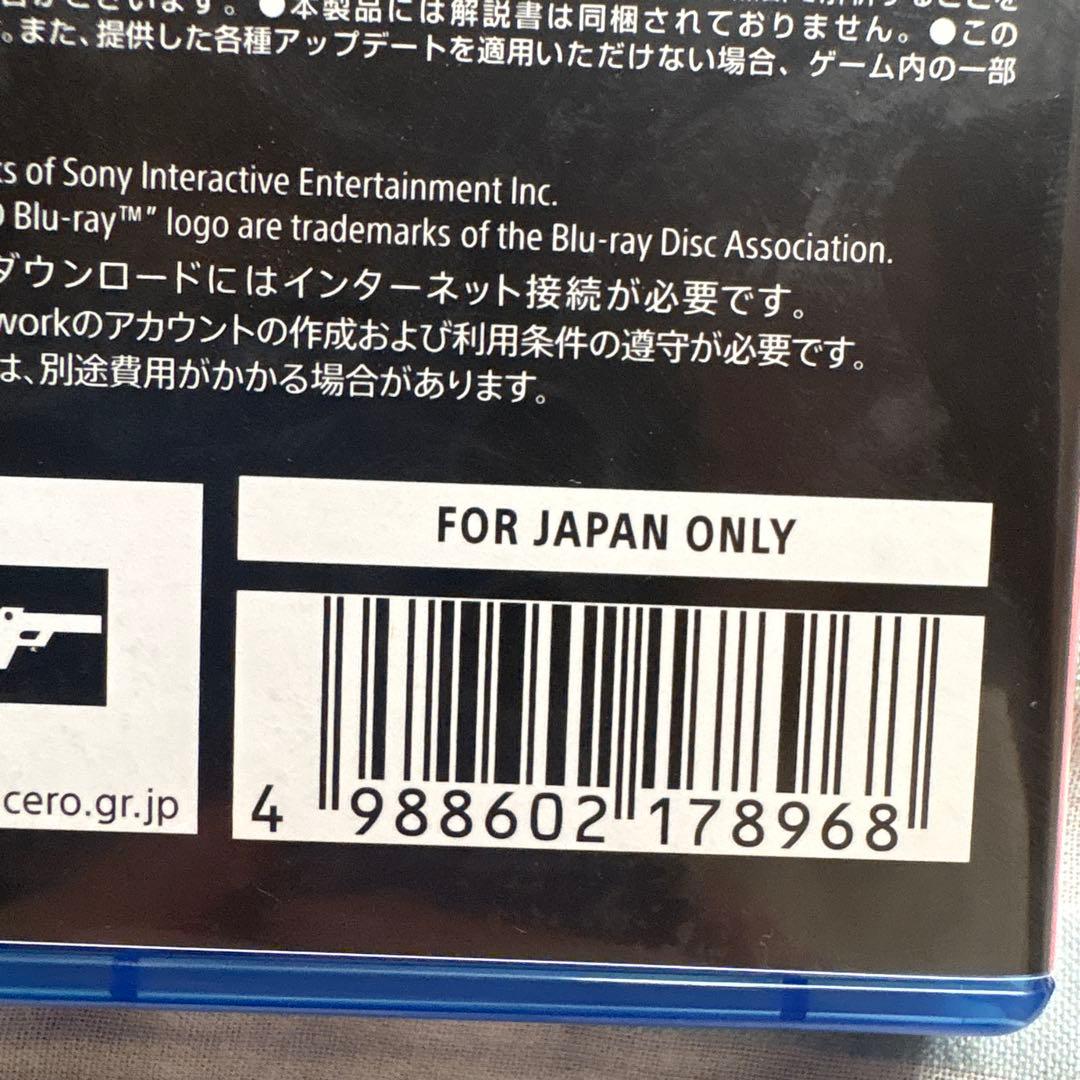 ●本製品には解説書は同梱されておりません。●この
。また、提供した各種アップデートを適用いただけない場合、ゲーム内の一部
ks of Sony Interactive Entertainment Inc.
Blu-ray™” logo are trademarks of the Blu-ray Disc Association.
ダウンロードにはインターネット接続が必要です。
workのアカウントの作成および利用条件の遵守が必要です。
は、別途費用がかかる場合があります。
FOR JAPAN ONLY
cero.gr.jp
4 988602 178968